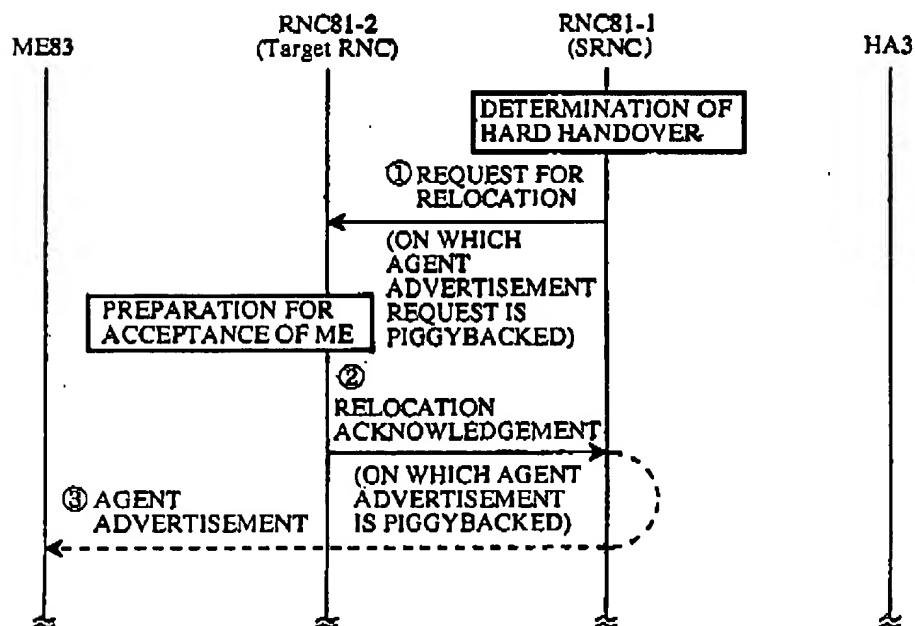 ME83
RNC81-2
(Target RNC)
RNC81-1
(SRNC)
HA3
DETERMINATION OF
HARD HANDOVER
① REQUEST FOR
RELOCATION
(ON WHICH
AGENT
ADVERTISEMENT
REQUEST IS
PIGGYBACKED)
PREPARATION FOR
ACCEPTANCE OF ME
②
RELOCATION
ACKNOWLEDGEMENT
(ON WHICH AGENT
ADVERTISEMENT
IS PIGGYBACKED)
③ AGENT
ADVERTISEMENT